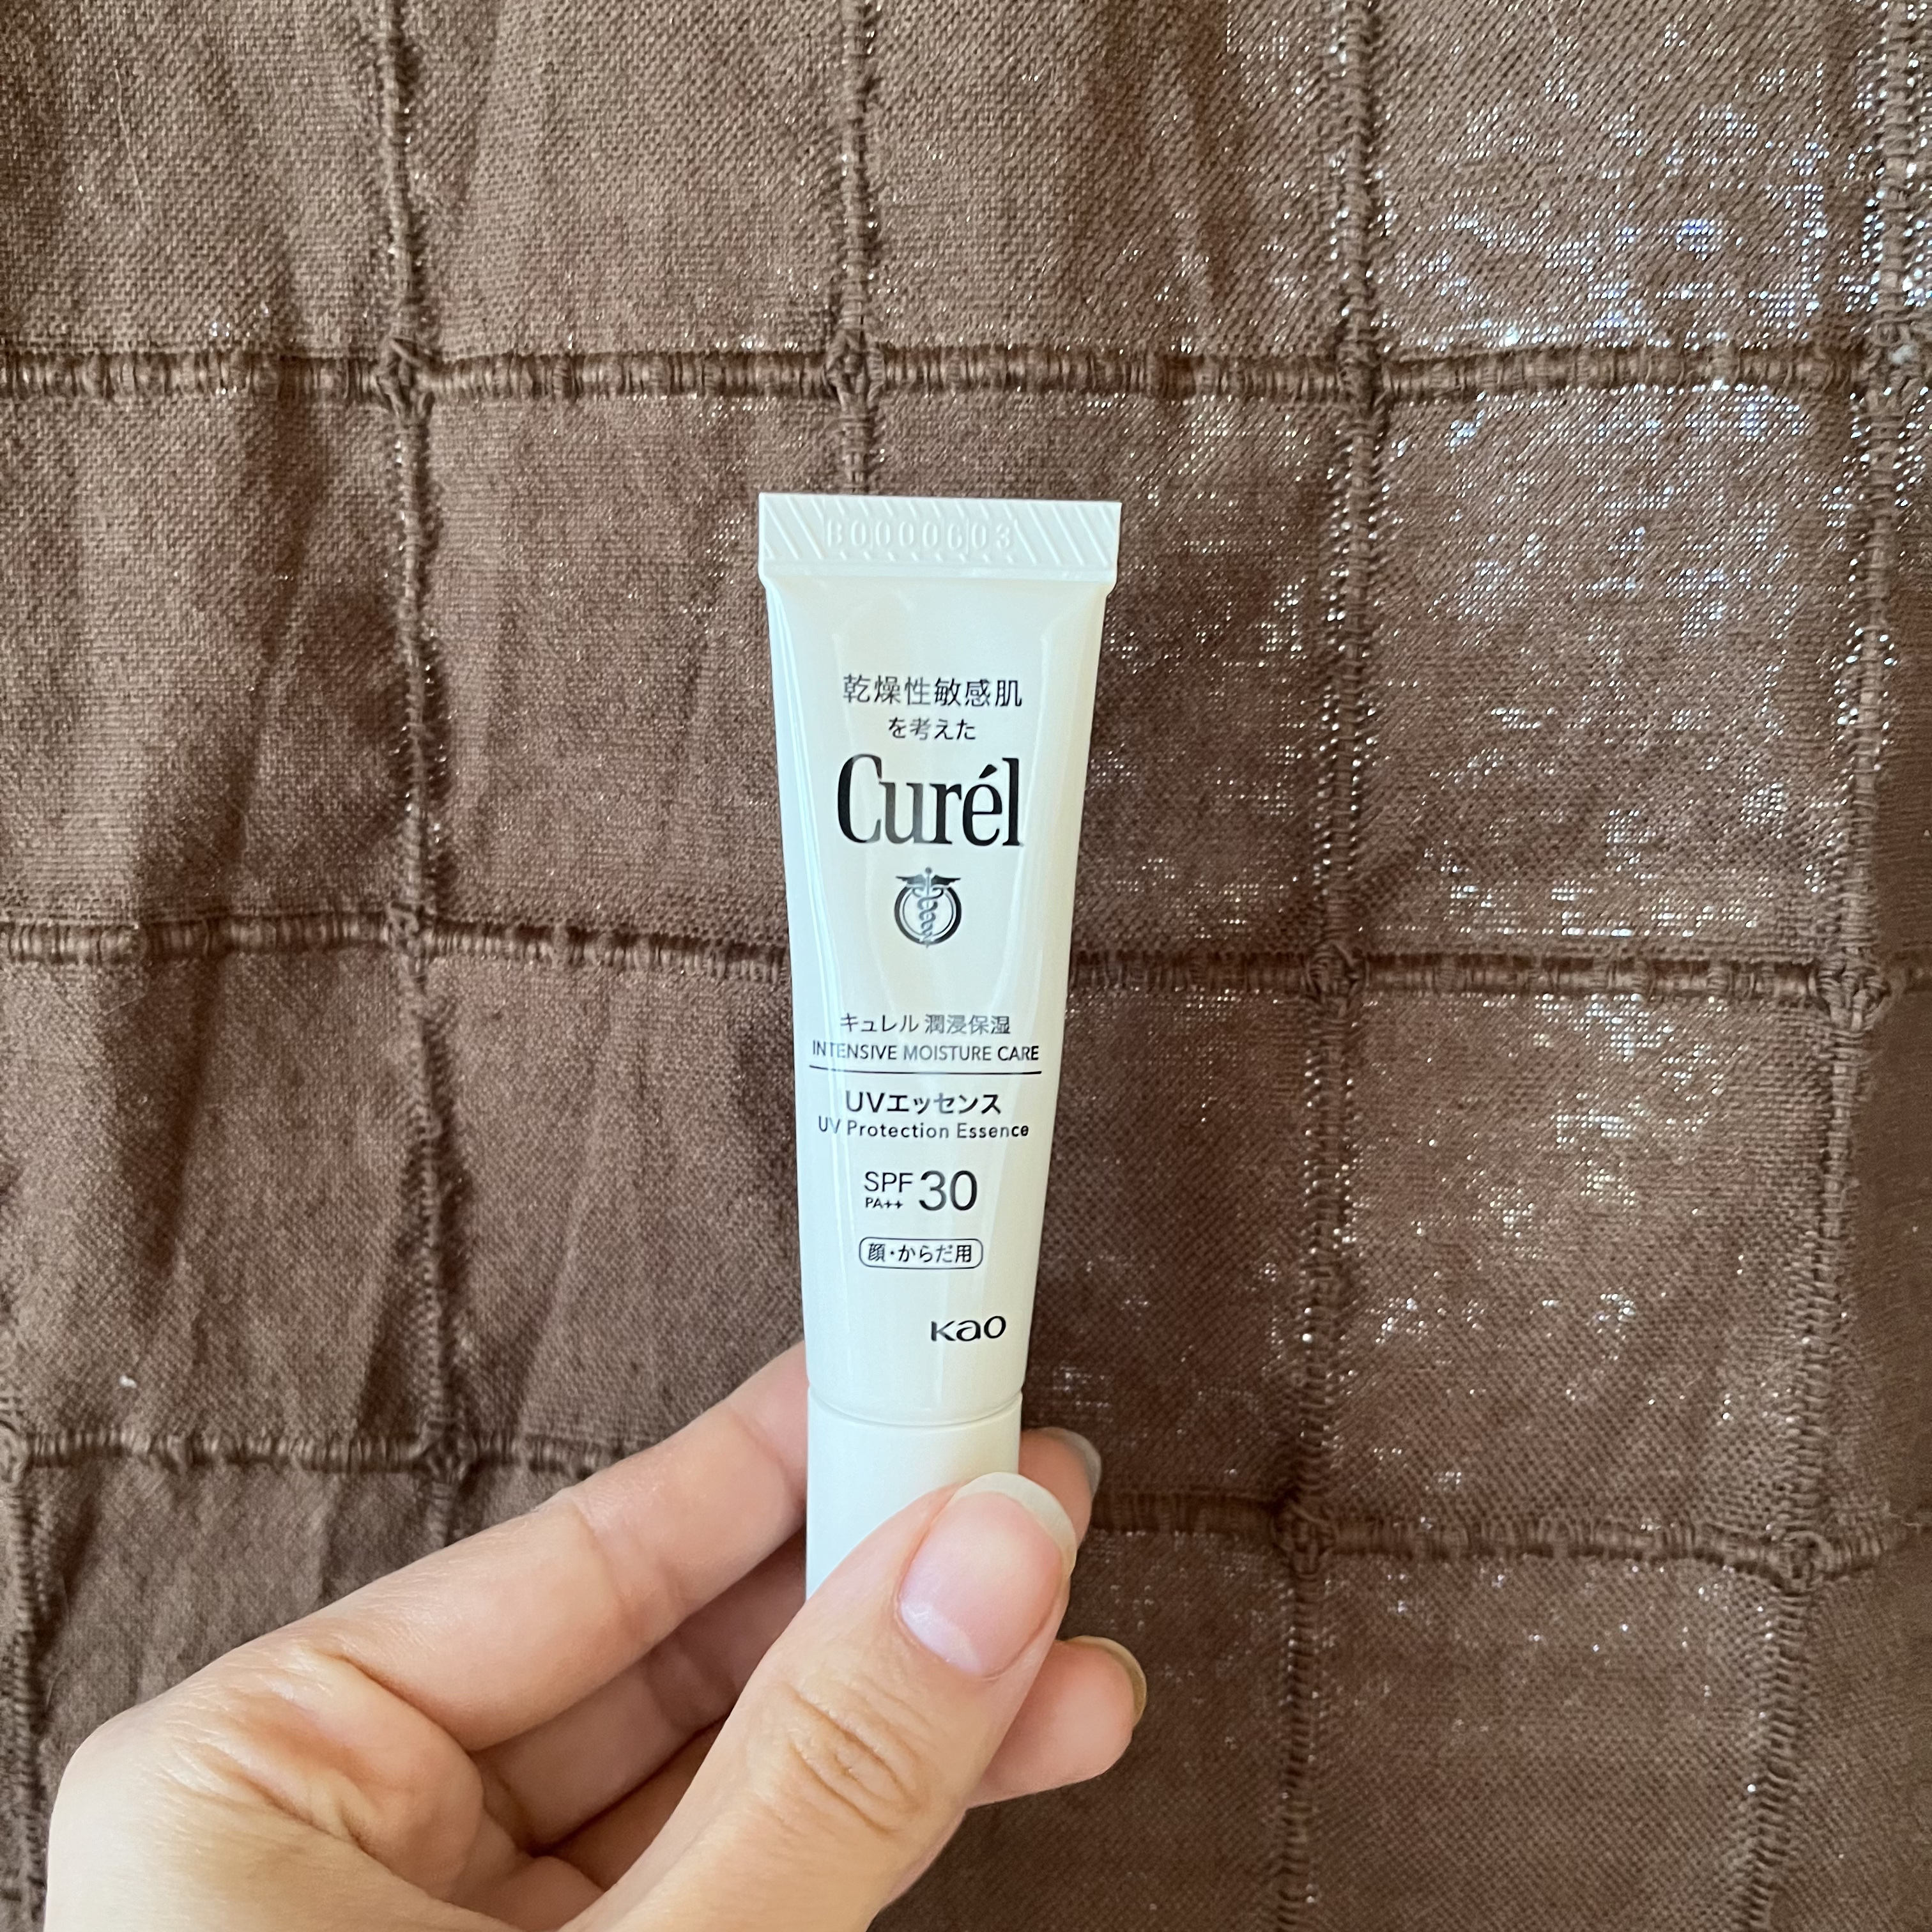 B0000603
乾燥性敏感肌
を考えた
Curél
キュレル 潤浸保湿
INTENSIVE MOISTURE CARE
UVエッセンス
UV Protection Essence
SPF 30
PA++
顔・からだ用
Kao